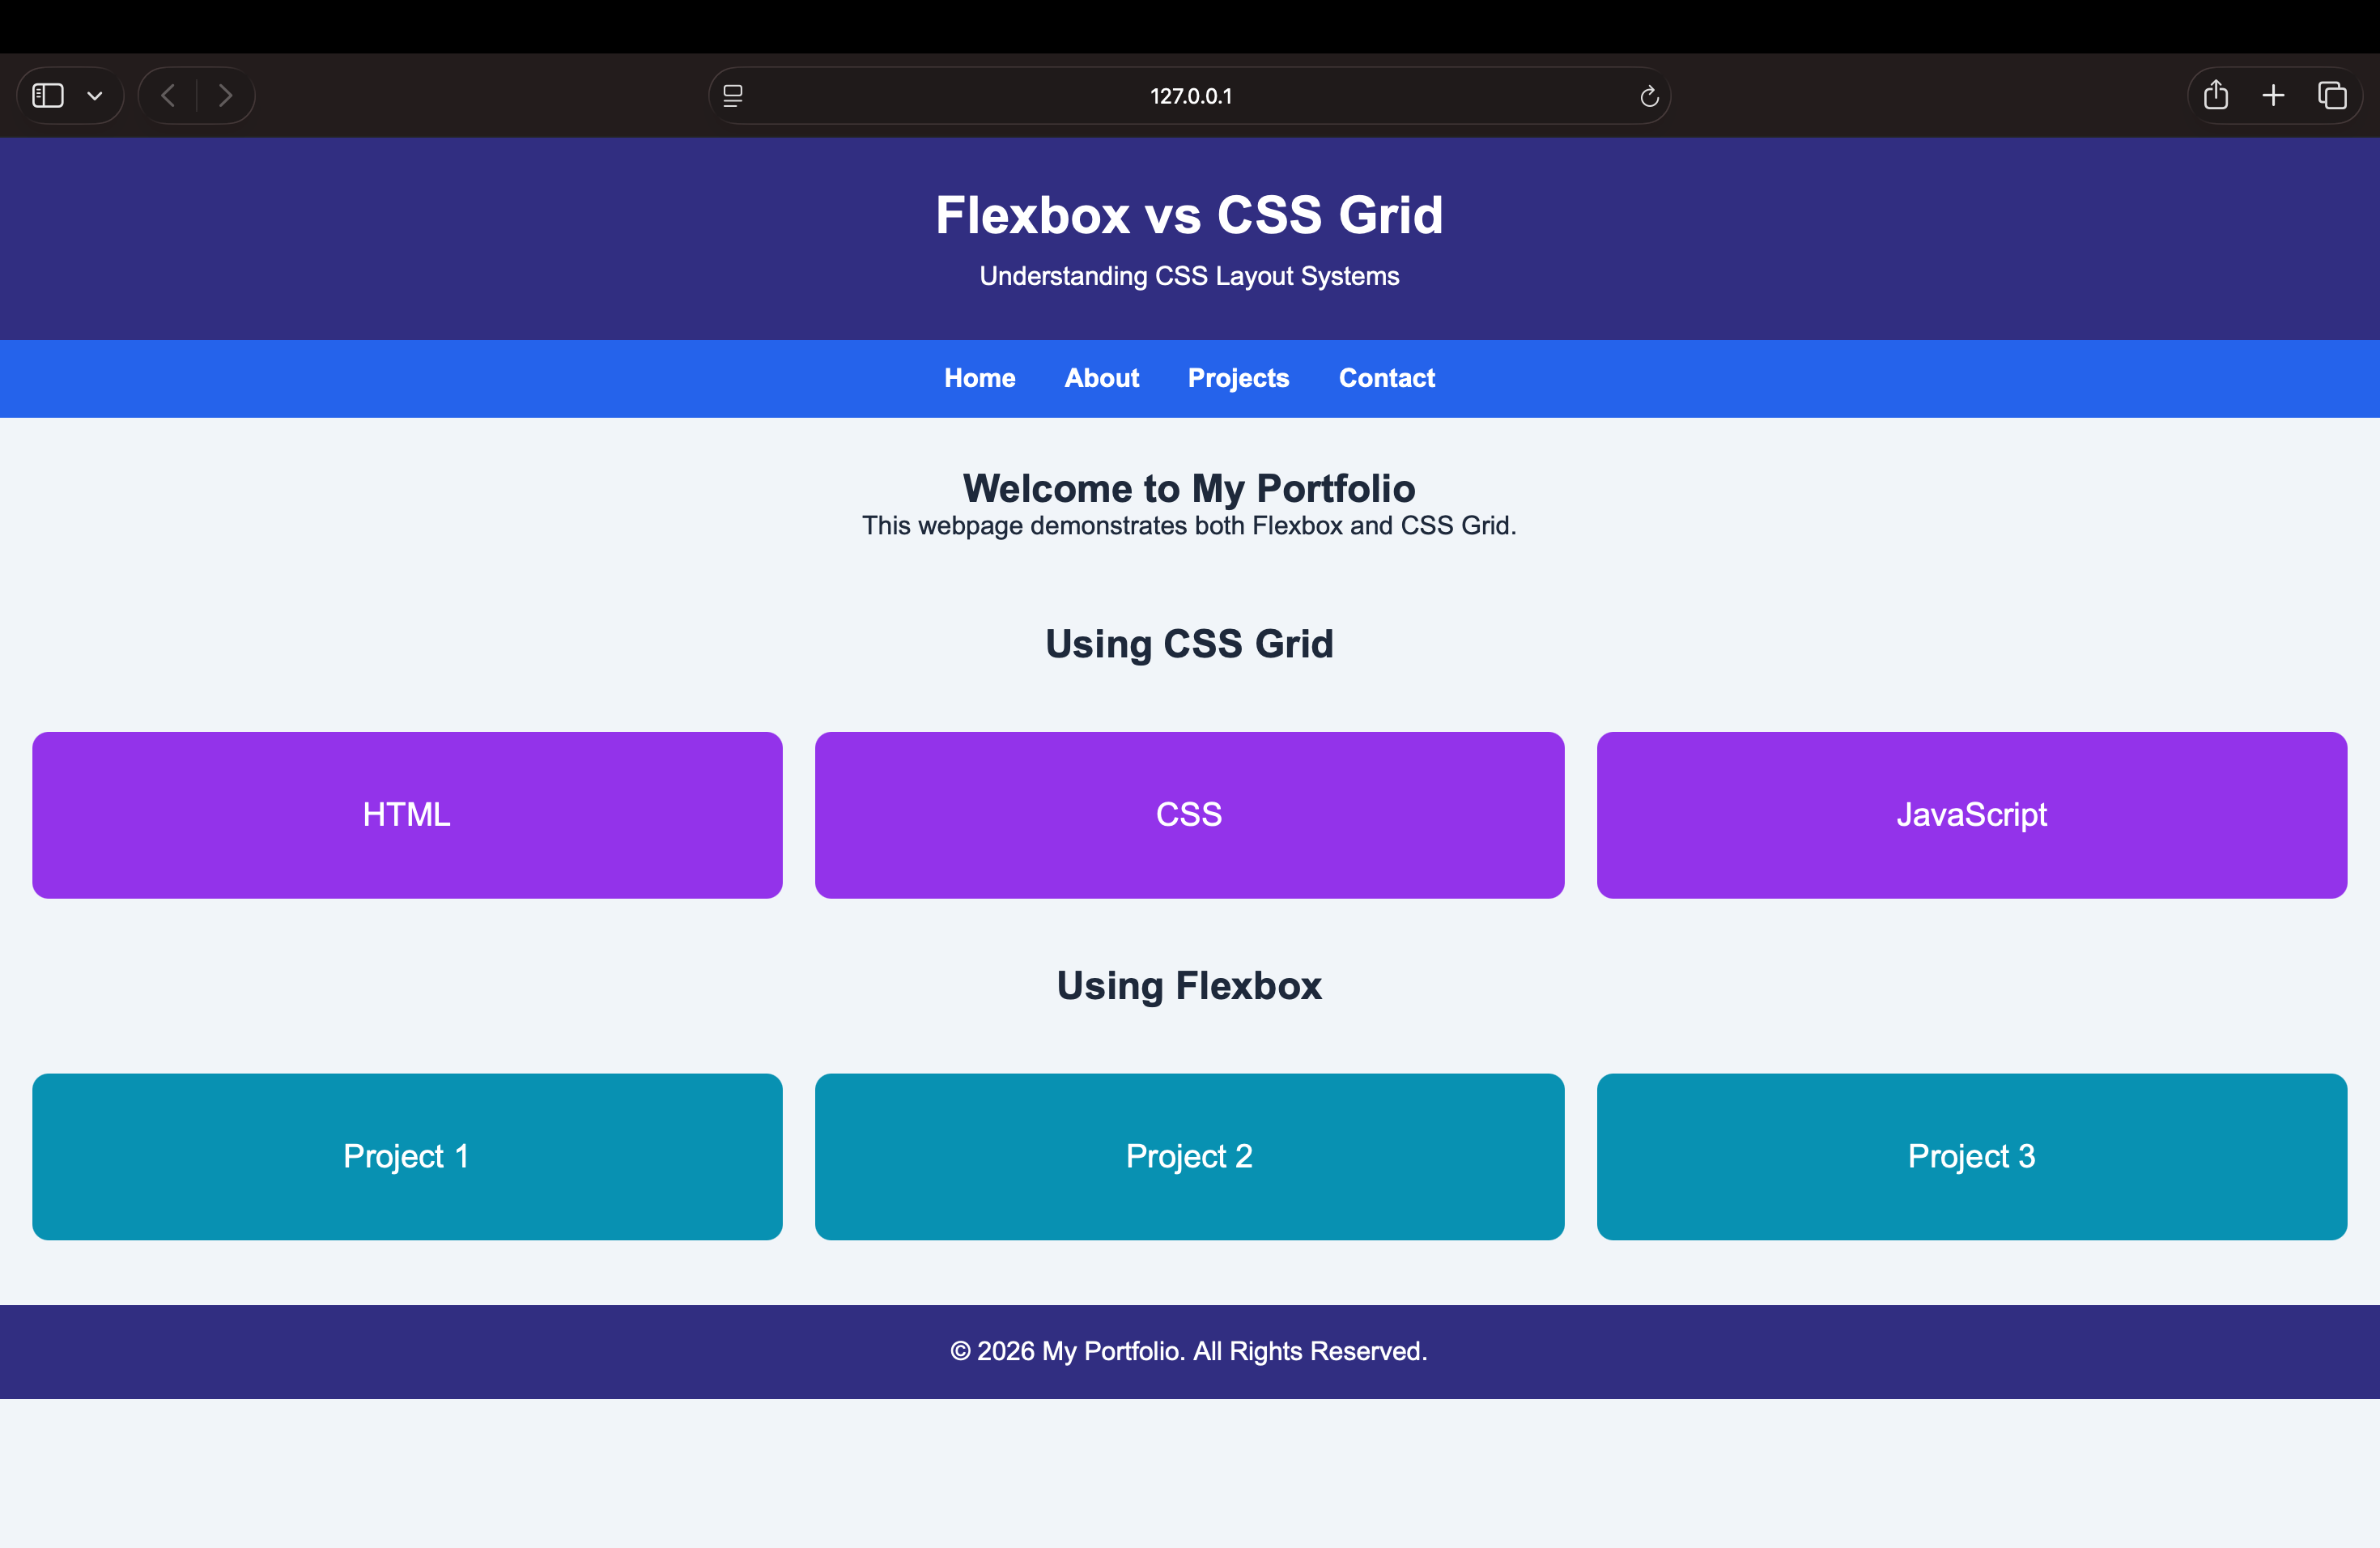 127.0.0.1
Flexbox vs CSS Grid
Understanding CSS Layout Systems
Home About Projects Contact
Welcome to My Portfolio
This webpage demonstrates both Flexbox and CSS Grid.
Using CSS Grid
HTML CSS JavaScript
Using Flexbox
Project 1 Project 2 Project 3
© 2026 My Portfolio. All Rights Reserved.